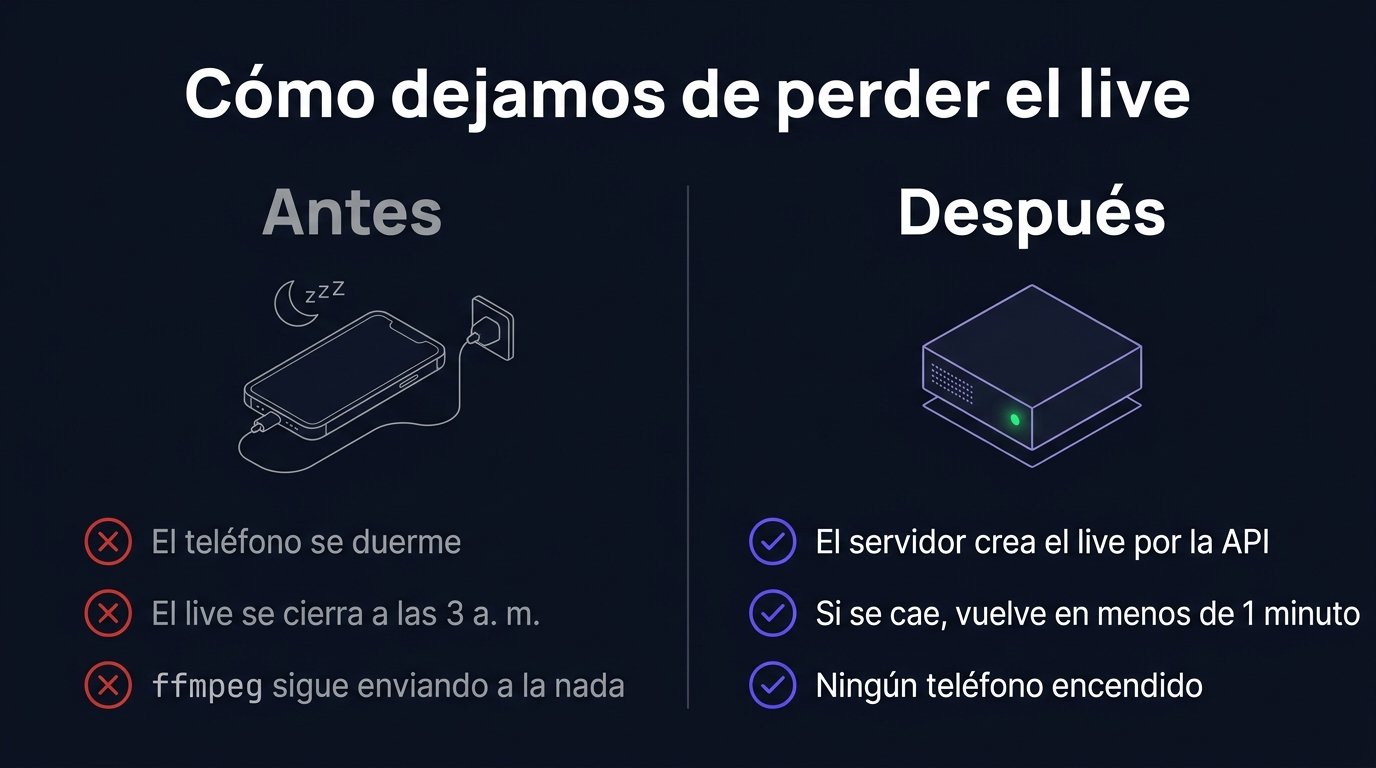 Cómo dejamos de perder el live
Antes
zzz
El teléfono se duerme
El live se cierra a las 3 a. m.
ffmpeg sigue enviando a la nada
Después
El servidor crea el live por la API
Si se cae, vuelve en menos de 1 minuto
Ningún teléfono encendido